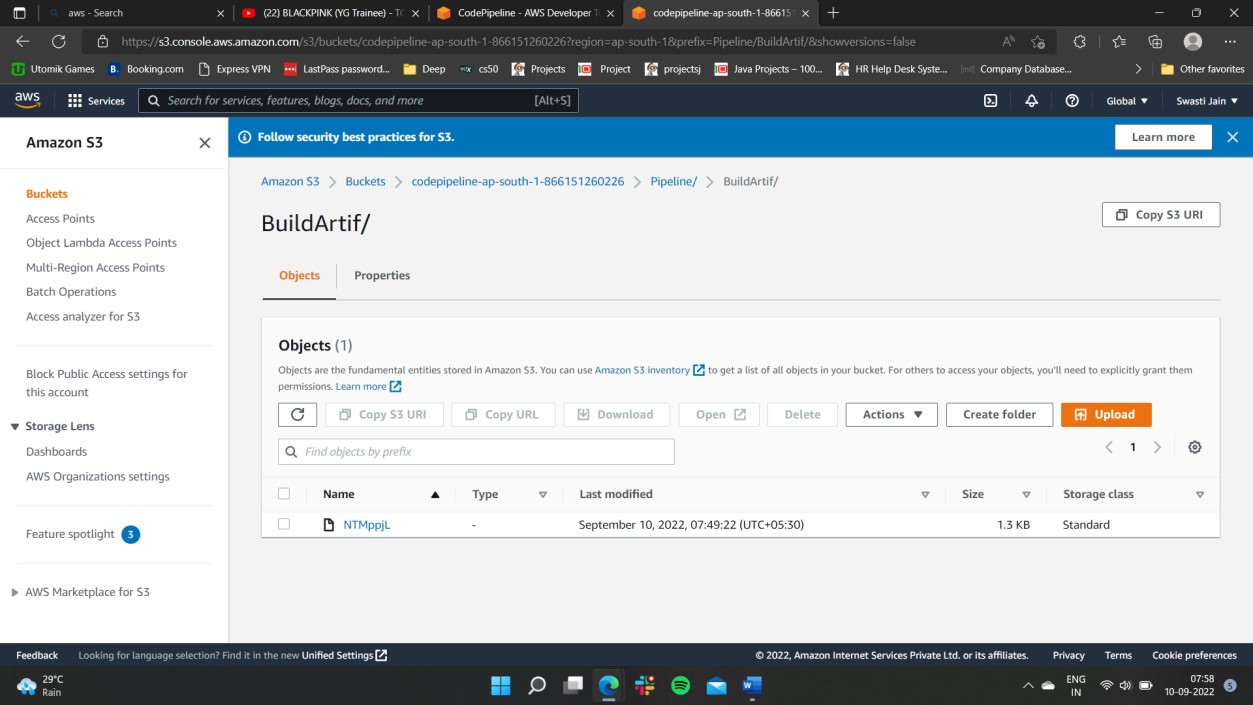 aws - Search
(22) BLACKPINK (YG Trainee) - TC
CodePipeline - AWS Developer T
codepipeline-ap-south-1-86615
https://s3.console.aws.amazon.com/s3/buckets/codepipeline-ap-south-1-866151260226?region=ap-south-1&prefix=Pipeline/BuildArtif/&showversions=false
Utomik Games
Booking.com
Express VPN
LastPass password...
Deep
cs50
Projects
Project
projectsj
Java Projects – 100...
HR Help Desk Syste...
Company Database...
Other favorites
aws
Services
Search for services, features, blogs, docs, and more
[Alt+S]
Global
Swasti Jain
Amazon S3
Follow security best practices for S3.
Learn more
Buckets
Access Points
Object Lambda Access Points
Multi-Region Access Points
Batch Operations
Access analyzer for S3
Block Public Access settings for
this account
Storage Lens
Dashboards
AWS Organizations settings
Feature spotlight 3
AWS Marketplace for S3
Amazon S3
Buckets
codepipeline-ap-south-1-866151260226
Pipeline/
BuildArtif/
BuildArtif/
Copy S3 URI
Objects
Properties
Objects (1)
Objects are the fundamental entities stored in Amazon S3. You can use Amazon S3 inventory to get a list of all objects in your bucket. For others to access your objects, you'll need to explicitly grant them
permissions. Learn more
Copy S3 URI
Copy URL
Download
Open
Delete
Actions
Create folder
Upload
Find objects by prefix
1
Name
Type
Last modified
Size
Storage class
NTMppjL
-
September 10, 2022, 07:49:22 (UTC+05:30)
1.3 KB
Standard
Feedback
Looking for language selection? Find it in the new Unified Settings
© 2022, Amazon Internet Services Private Ltd. or its affiliates.
Privacy
Terms
Cookie preferences
29°C
Rain
ENG
IN
07:58
10-09-2022
5